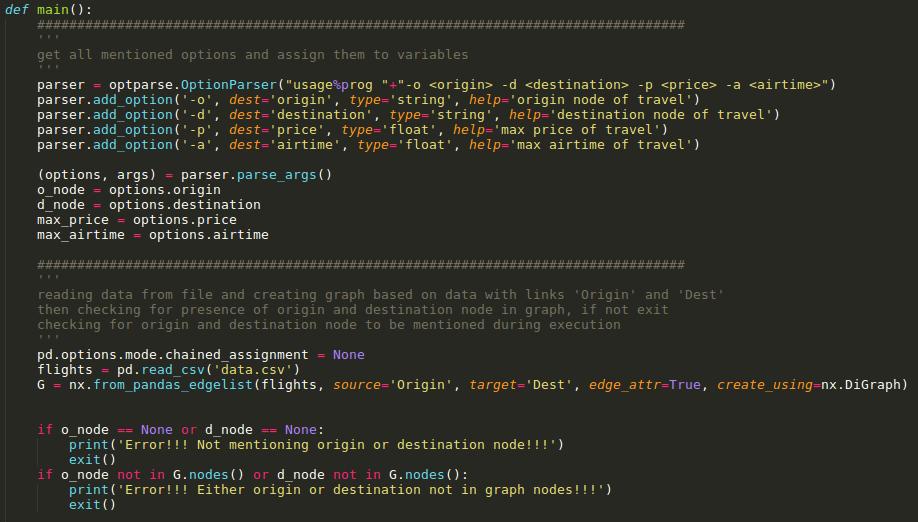 def main():
    #################################################################################
    '''
    get all mentioned options and assign them to variables
    '''
    parser = optparse.OptionParser("usage%prog "+"-o <origin> -d <destination> -p <price> -a <airtime>")
    parser.add_option('-o', dest='origin', type='string', help='origin node of travel')
    parser.add_option('-d', dest='destination', type='string', help='destination node of travel')
    parser.add_option('-p', dest='price', type='float', help='max price of travel')
    parser.add_option('-a', dest='airtime', type='float', help='max airtime of travel')
    (options, args) = parser.parse_args()
    o_node = options.origin
    d_node = options.destination
    max_price = options.price
    max_airtime = options.airtime
    #################################################################################
    '''
    reading data from file and creating graph based on data with links 'Origin' and 'Dest'
    then checking for presence of origin and destination node in graph, if not exit
    checking for origin and destination node to be mentioned during execution
    '''
    pd.options.mode.chained_assignment = None
    flights = pd.read_csv('data.csv')
    G = nx.from_pandas_edgelist(flights, source='Origin', target='Dest', edge_attr=True, create_using=nx.DiGraph)
    if o_node == None or d_node == None:
        print('Error!!! Not mentioning origin or destination node!!!')
        exit()
    if o_node not in G.nodes() or d_node not in G.nodes():
        print('Error!!! Either origin or destination not in graph nodes!!!')
        exit()